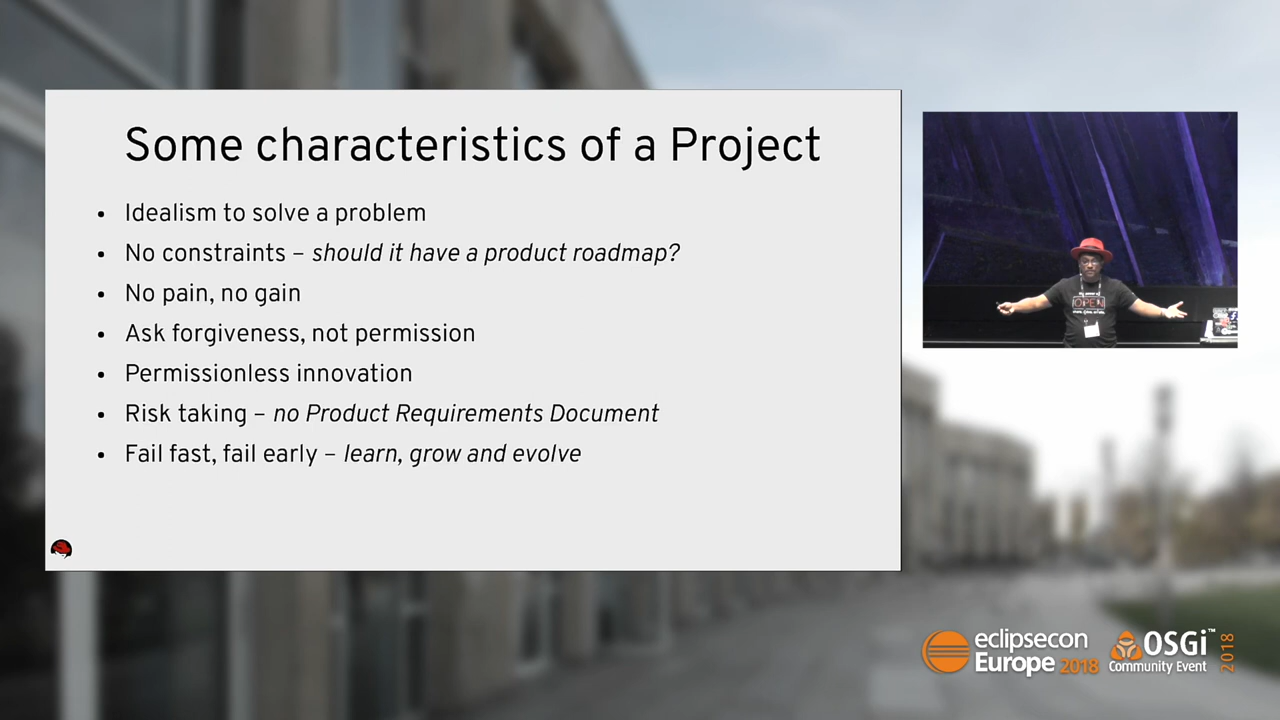 Some characteristics of a Project
• Idealism to solve a problem
• No constraints – should it have a product roadmap?
• No pain, no gain
• Ask forgiveness, not permission
• Permissionless innovation
• Risk taking – no Product Requirements Document
• Fail fast, fail early – learn, grow and evolve
OPEN
eclipsecon
Europe 2018
OSGi™
Community Event
2018